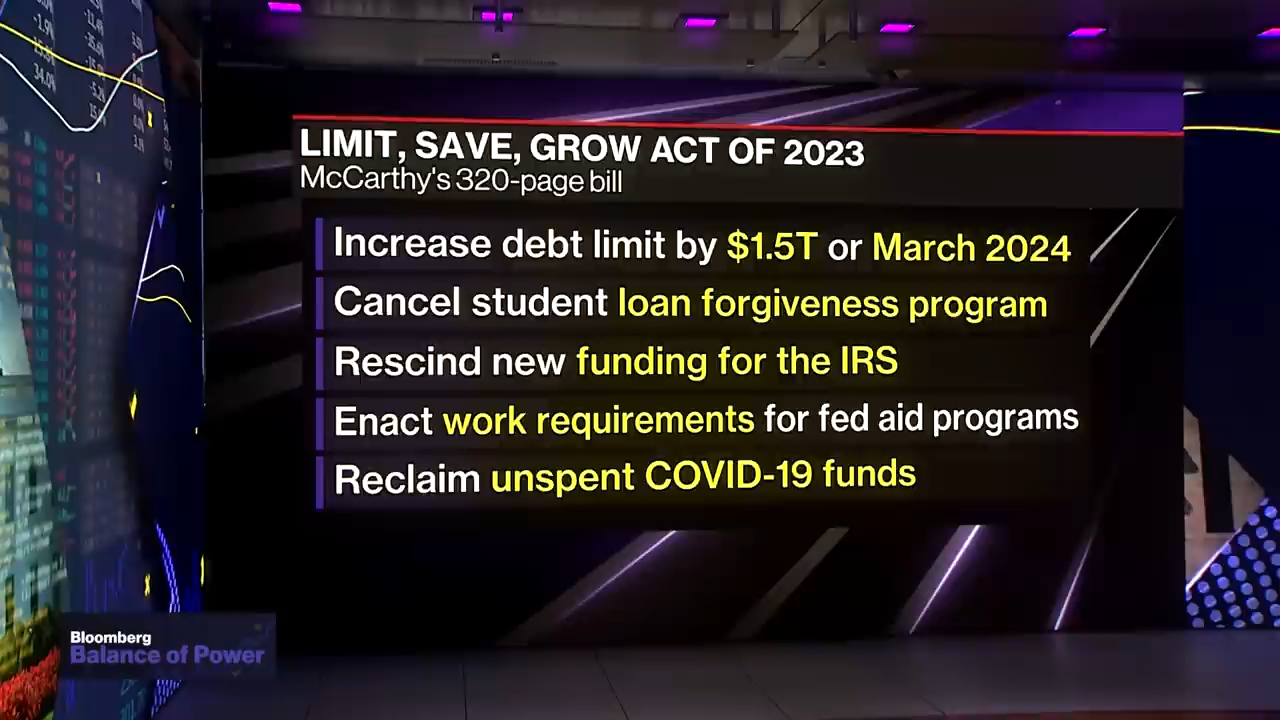 LIMIT, SAVE, GROW ACT OF 2023
McCarthy's 320-page bill
Increase debt limit by $1.5T or March 2024
Cancel student loan forgiveness program
Rescind new funding for the IRS
Enact work requirements for fed aid programs
Reclaim unspent COVID-19 funds
Bloomberg
Balance of Power